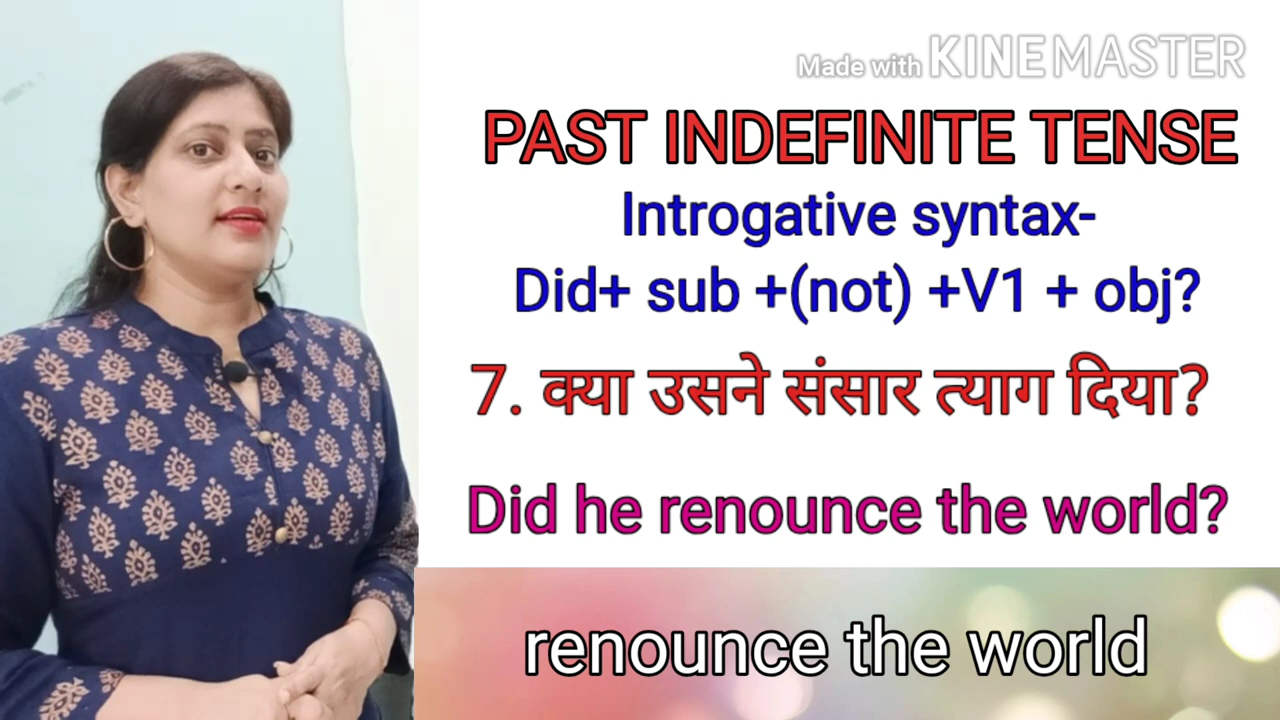 Made with KINEMASTER
PAST INDEFINITE TENSE
Introgative syntax-
Did+ sub +(not) +V1 + obj?
7. क्या उसने संसार त्याग दिया?
Did he renounce the world?
renounce the world